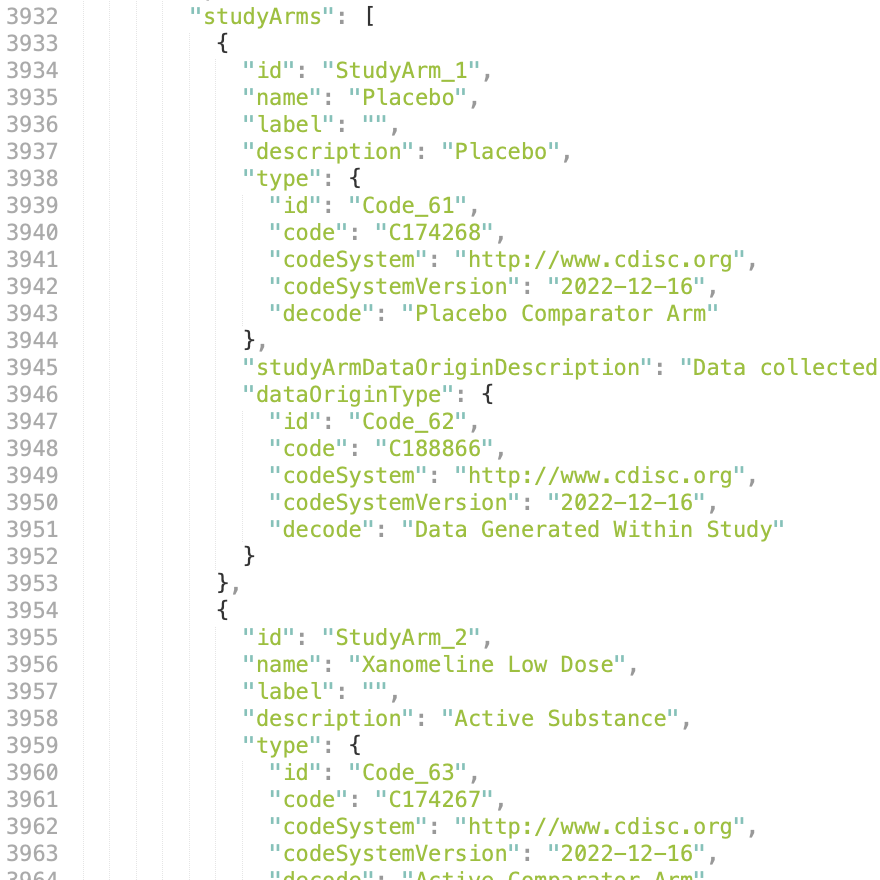 3932 "studyArms": [
3933 {
3934 "id": "StudyArm_1",
3935 "name": "Placebo",
3936 "label": "",
3937 "description": "Placebo",
3938 "type": {
3939 "id": "Code_61",
3940 "code": "C174268",
3941 "codeSystem": "http://www.cdisc.org",
3942 "codeSystemVersion": "2022-12-16",
3943 "decode": "Placebo Comparator Arm"
3944 },
3945 "studyArmDataOriginDescription": "Data collected
3946 "dataOriginType": {
3947 "id": "Code_62",
3948 "code": "C188866",
3949 "codeSystem": "http://www.cdisc.org",
3950 "codeSystemVersion": "2022-12-16",
3951 "decode": "Data Generated Within Study"
3952 }
3953 },
3954 {
3955 "id": "StudyArm_2",
3956 "name": "Xanomeline Low Dose",
3957 "label": "",
3958 "description": "Active Substance",
3959 "type": {
3960 "id": "Code_63",
3961 "code": "C174267",
3962 "codeSystem": "http://www.cdisc.org",
3963 "codeSystemVersion": "2022-12-16",
3964 "decode": "Active Comparator Arm"